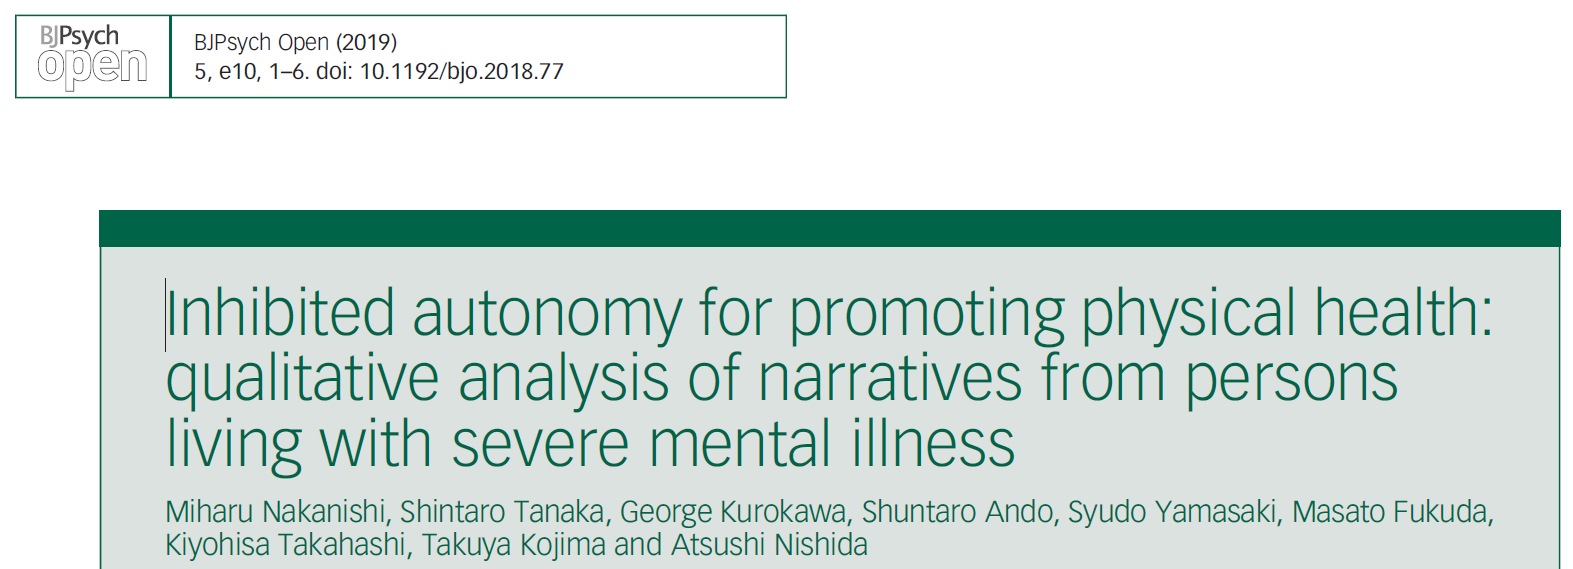 BJPsych
open
BJPsych Open (2019)
5, e10, 1–6. doi: 10.1192/bjo.2018.77
Inhibited autonomy for promoting physical health:
qualitative analysis of narratives from persons
living with severe mental illness
Miharu Nakanishi, Shintaro Tanaka, George Kurokawa, Shuntaro Ando, Syudo Yamasaki, Masato Fukuda,
Kiyohisa Takahashi, Takuya Kojima and Atsushi Nishida